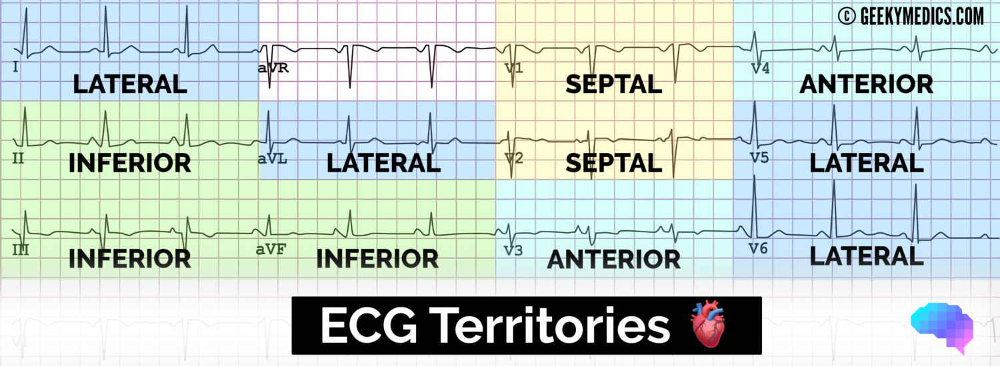 © GEEKYMEDICS.COM
I
aVR
V1
V4
LATERAL
SEPTAL
ANTERIOR
II
aVL
V2
V5
INFERIOR
LATERAL
SEPTAL
LATERAL
III
aVF
V3
V6
INFERIOR
INFERIOR
ANTERIOR
LATERAL
ECG Territories
VI